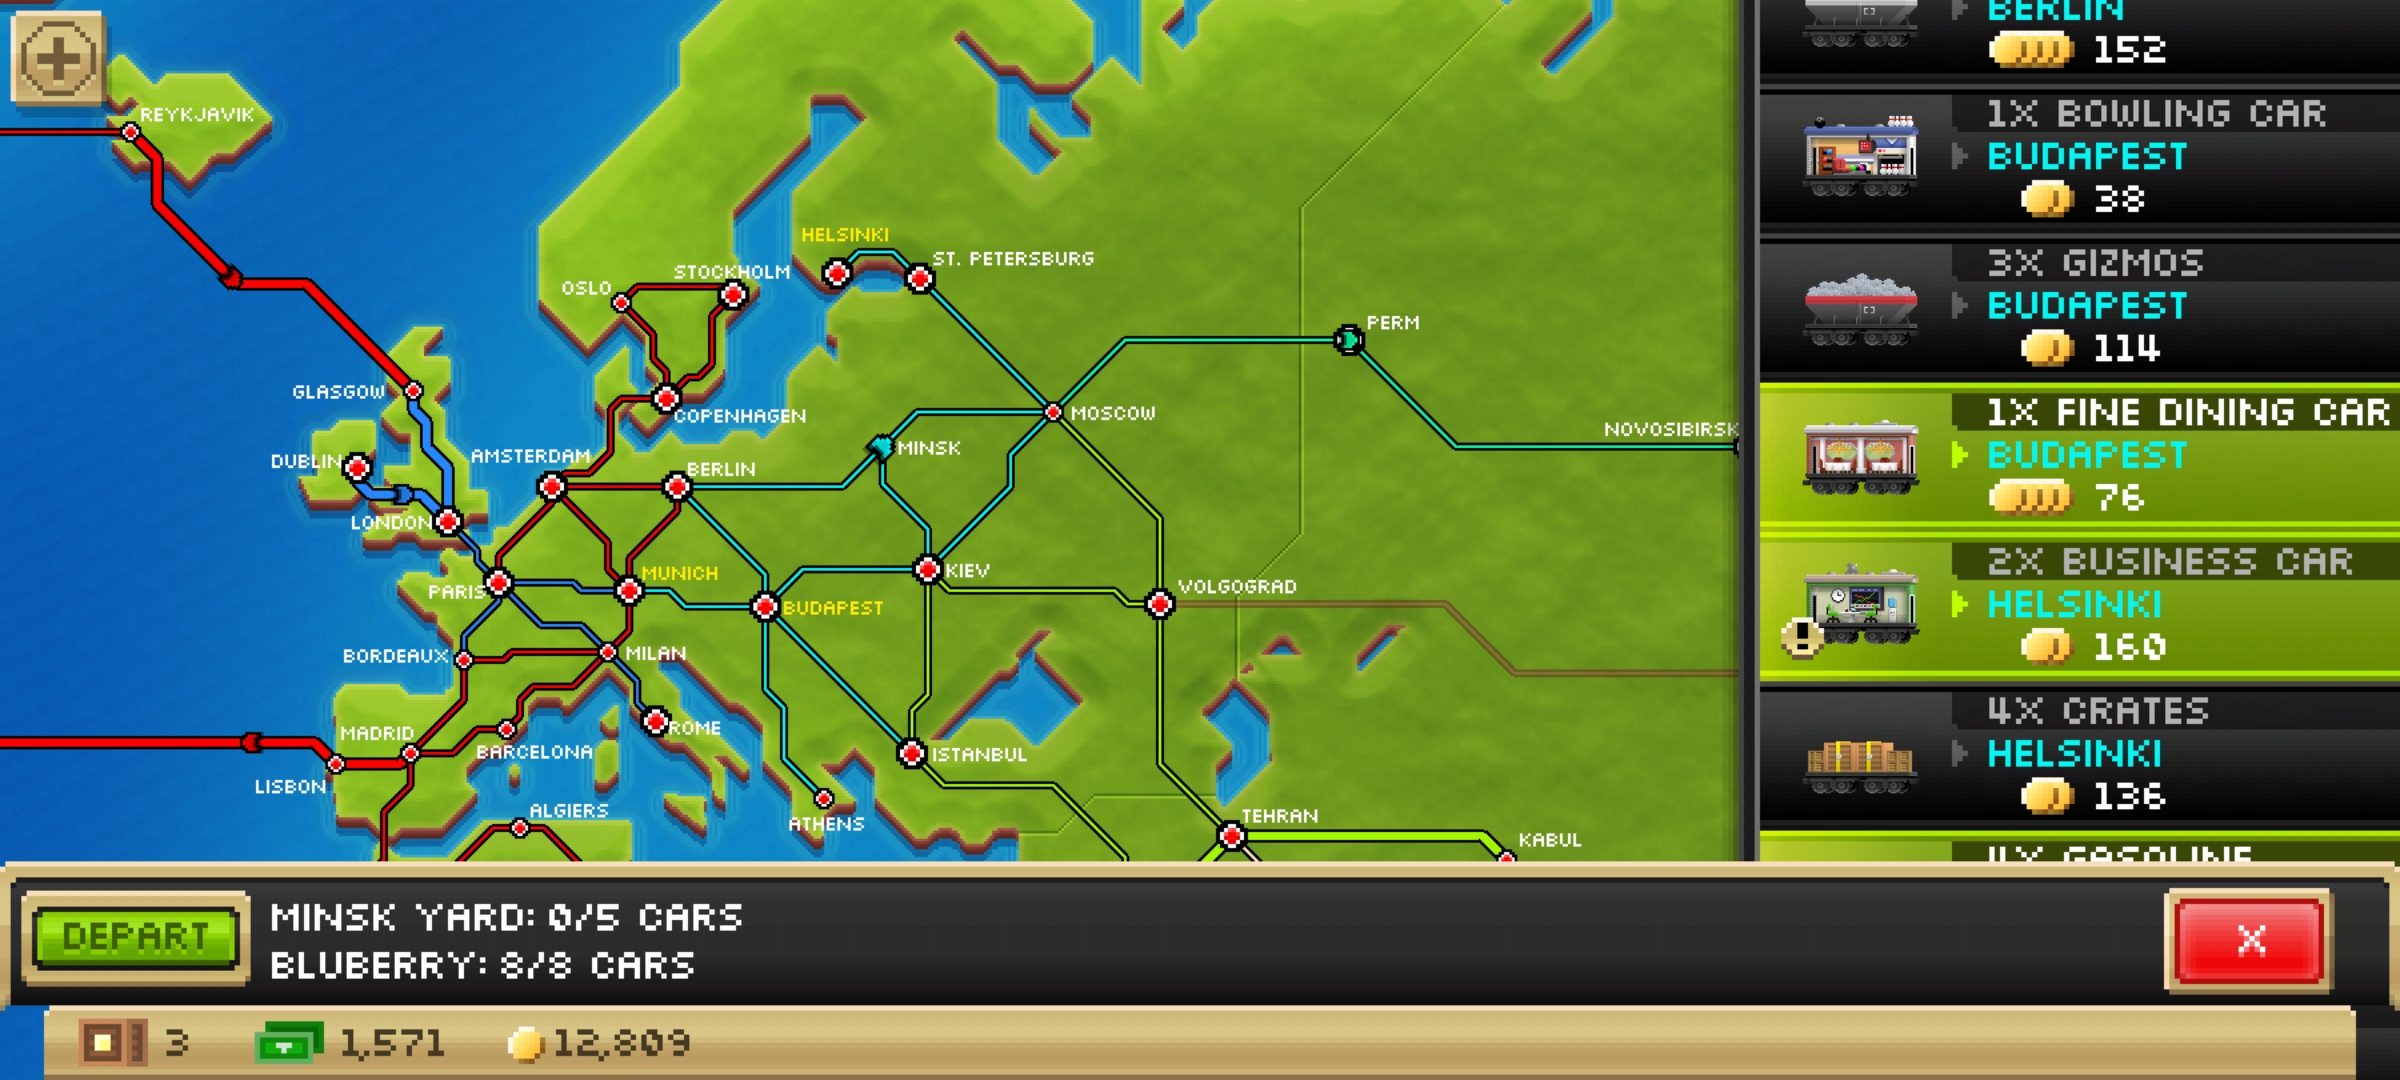 REYKJAVIK
HELSINKI
ST. PETERSBURG
STOCKHOLM
OSLO
PERM
GLASGOW
COPENHAGEN
MOSCOW
NOVOSIBIRSK
MINSK
AMSTERDAM
DUBLIN
BERLIN
LONDON
KIEV
MUNICH
VOLGOGRAD
PARIS
BUDAPEST
BORDEAUX
MILAN
ROME
MADRID
BARCELONA
ISTANBUL
LISBON
ALGIERS
ATHENS
TEHRAN
KABUL
BERLIN
152
1X BOWLING CAR
BUDAPEST
38
3X GIZMOS
BUDAPEST
114
1X FINE DINING CAR
BUDAPEST
76
2X BUSINESS CAR
HELSINKI
160
4X CRATES
HELSINKI
136
4X GASOLINE
DEPART
MINSK YARD: 0/5 CARS
BLUBERRY: 8/8 CARS
X
3
1,571
12,809